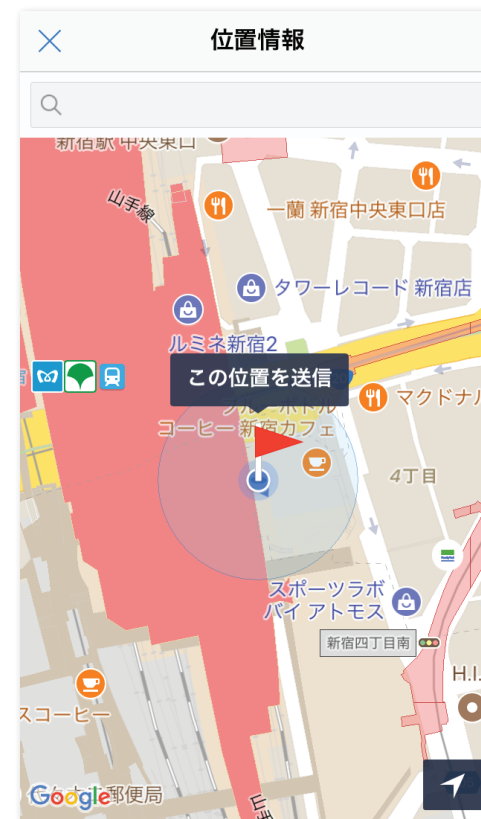 位置情報
新宿駅 中央東口
山手線
一蘭 新宿中央東口店
タワーレコード 新宿店
ルミネ新宿2
この位置を送信
マクドナル
ブルーボトル
コーヒー 新宿カフェ
4丁目
スポーツラボ
バイ アトモス
新宿四丁目南
H.I.
スコーヒー
Google
郵便局
山